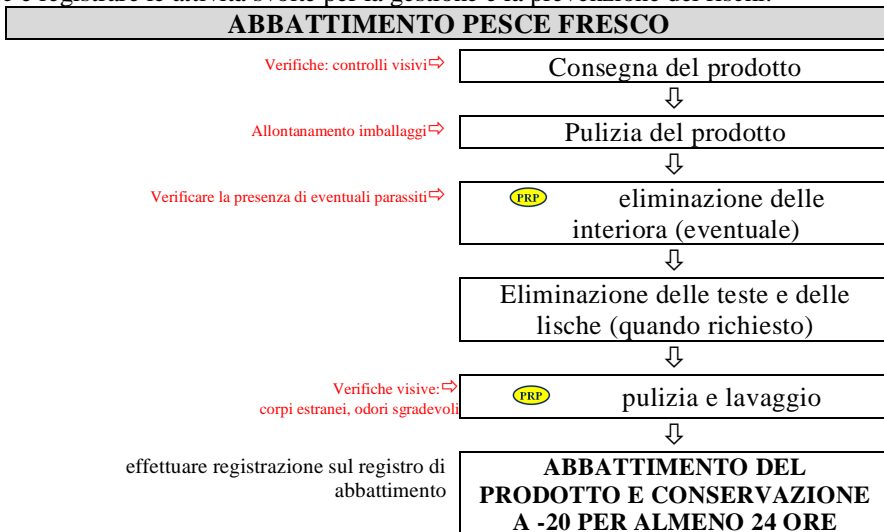 e e registrare le attività svolte per la gestione e la prevenzione dei rischi.
ABBATTIMENTO PESCE FRESCO
Verifiche: controlli visivi⇨
Consegna del prodotto
⇩
Allontanamento imballaggi⇨
Pulizia del prodotto
⇩
Verificare la presenza di eventuali parassiti⇨
PRP eliminazione delle
interiora (eventuale)
⇩
Eliminazione delle teste e delle
lische (quando richiesto)
⇩
Verifiche visive:⇨
corpi estranei, odori sgradevoli
PRP pulizia e lavaggio
⇩
effettuare registrazione sul registro di
abbattimento
ABBATTIMENTO DEL
PRODOTTO E CONSERVAZIONE
A -20 PER ALMENO 24 ORE